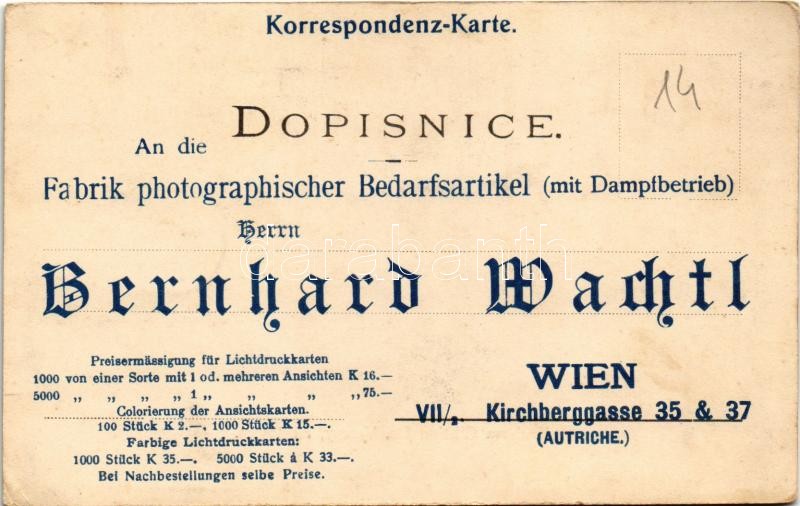 Korrespondenz-Karte.
14
DOPISNICE.
An die
Fabrik photographischer Bedarfsartikel (mit Dampfbetrieb)
Herrn
darabanth
Bernhard Wachtl
Preisermässigung für Lichtdruckkarten
1000 von einer Sorte mit 1 od. mehreren Ansichten K 16.—
5000 „ „ „ „ 1 „ „ „ „ 75.—
Colorierung der Ansichtskarten.
100 Stück K 2.—, 1000 Stück K 15.—.
Farbige Lichtdruckkarten:
1000 Stück K 35.—. 5000 Stück á K 33.—.
Bei Nachbestellungen selbe Preise.
WIEN
VII/2 Kirchberggasse 35 & 37
(AUTRICHE.)